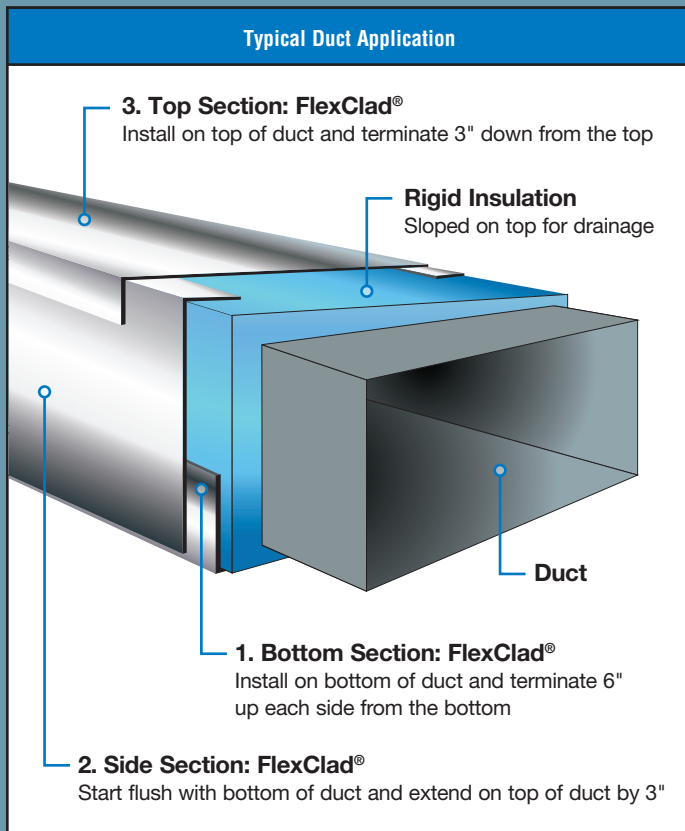 Typical Duct Application
3. Top Section: FlexClad®
Install on top of duct and terminate 3" down from the top
Rigid Insulation
Sloped on top for drainage
Duct
1. Bottom Section: FlexClad®
Install on bottom of duct and terminate 6"
up each side from the bottom
2. Side Section: FlexClad®
Start flush with bottom of duct and extend on top of duct by 3"